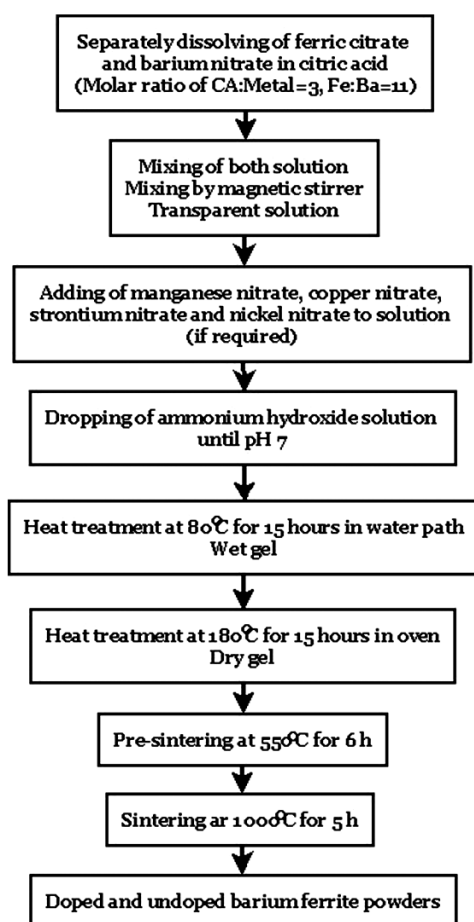 Separately dissolving of ferric citrate
and barium nitrate in citric acid
(Molar ratio of CA:Metal=3, Fe:Ba=11)
Mixing of both solution
Mixing by magnetic stirrer
Transparent solution
Adding of manganese nitrate, copper nitrate,
strontium nitrate and nickel nitrate to solution
(if required)
Dropping of ammonium hydroxide solution
until pH 7
Heat treatment at 80°C for 15 hours in water path
Wet gel
Heat treatment at 180°C for 15 hours in oven
Dry gel
Pre-sintering at 550°C for 6 h
Sintering ar 1000°C for 5 h
Doped and undoped barium ferrite powders